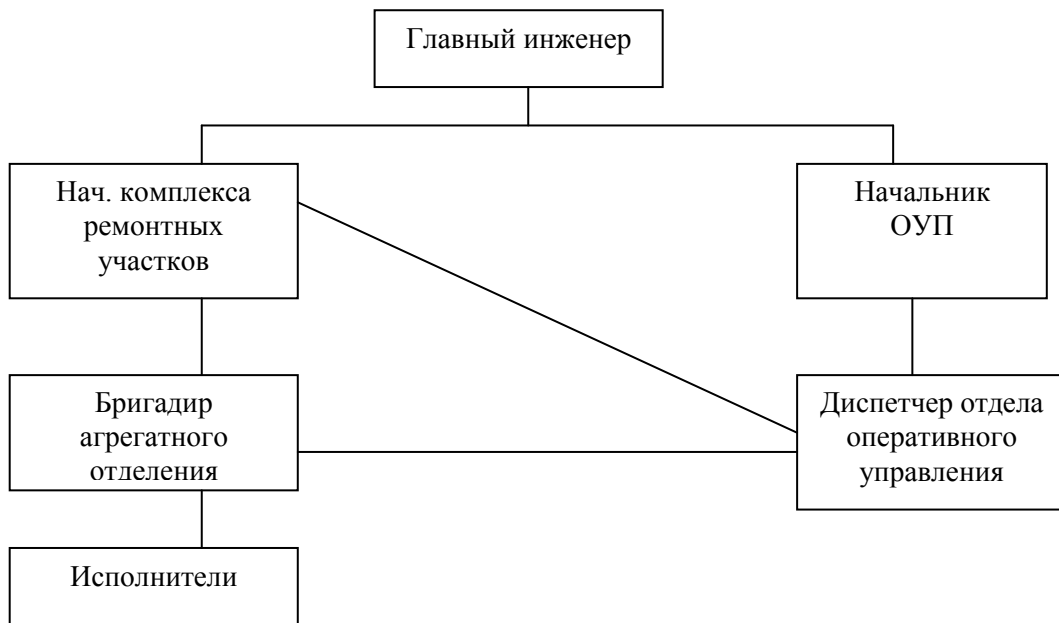 Главный инженер
Нач. комплекса
ремонтных
участков
Начальник
ОУП
Бригадир
агрегатного
отделения
Диспетчер отдела
оперативного
управления
Исполнители